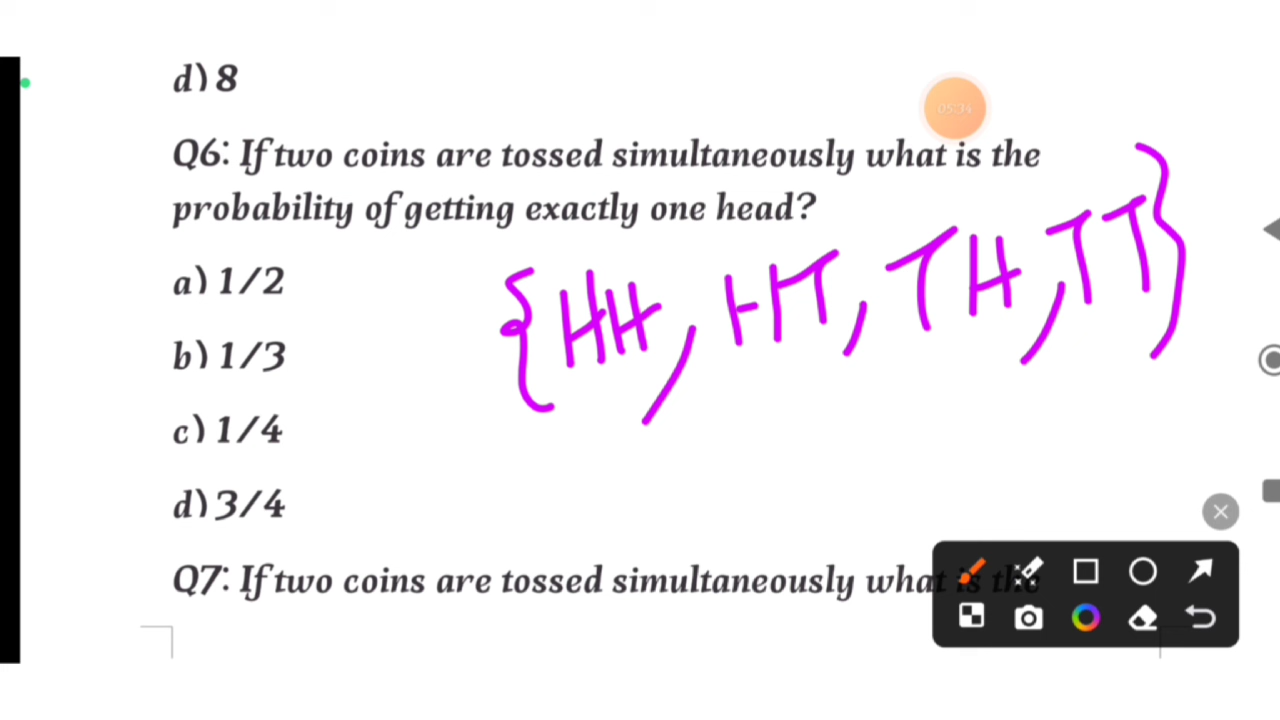 d) 8
05:34
Q6: If two coins are tossed simultaneously what is the
probability of getting exactly one head?
a) 1/2
{HH, HT, TH, TT}
b) 1/3
c) 1/4
d) 3/4
Q7: If two coins are tossed simultaneously what is the